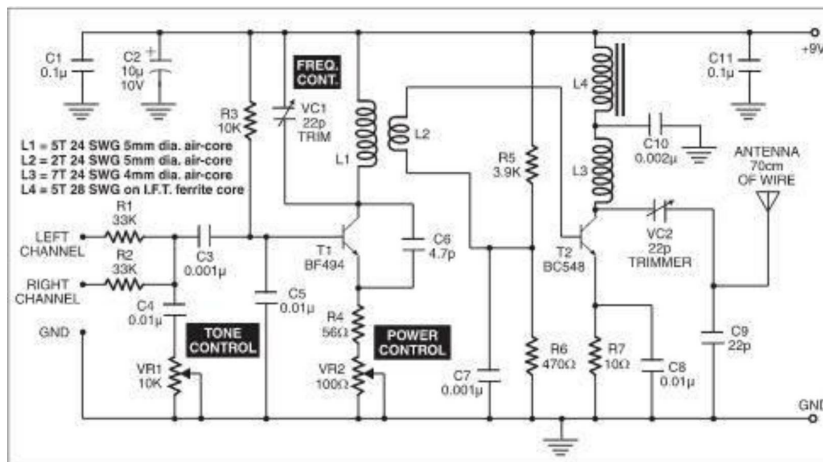 +9V
C1
0.1μ
C2
10μ
10V
+
R3
10K
FREQ.
CONT.
VC1
22p
TRIM
L1
L2
R5
3.9K
L4
L3
C10
0.002μ
C11
0.1μ
ANTENNA
70cm
OF WIRE
L1 = 5T 24 SWG 5mm dia. air-core
L2 = 2T 24 SWG 5mm dia. air-core
L3 = 7T 24 SWG 4mm dia. air-core
L4 = 5T 28 SWG on I.F.T. ferrite core
LEFT
CHANNEL
R1
33K
RIGHT
CHANNEL
R2
33K
C3
0.001μ
C4
0.01μ
GND
VR1
10K
TONE
CONTROL
C5
0.01μ
T1
BF494
C6
4.7p
R4
56Ω
VR2
100Ω
POWER
CONTROL
C7
0.001μ
R6
470Ω
T2
BC548
VC2
22p
TRIMMER
R7
10Ω
C8
0.01μ
C9
22p
GND